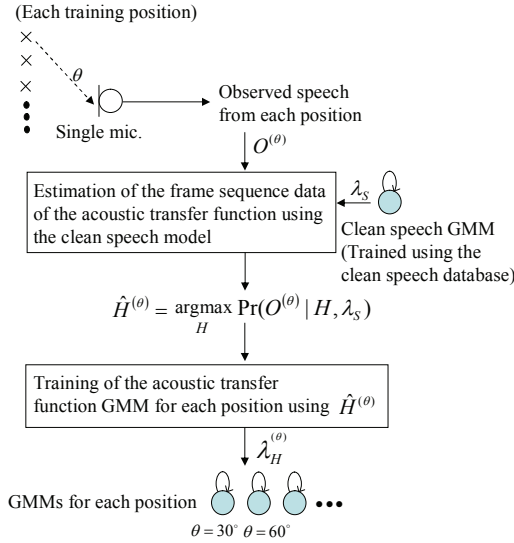 (Each training position)
θ
Single mic.
Observed speech
from each position
O^(θ)
Estimation of the frame sequence data
of the acoustic transfer function using
the clean speech model
λ_S
Clean speech GMM
(Trained using the
clean speech database)
Ĥ^(θ) = argmax_H Pr(O^(θ) | H, λ_S)
Training of the acoustic transfer
function GMM for each position using Ĥ^(θ)
λ_H^(θ)
GMMs for each position
θ = 30° θ = 60°